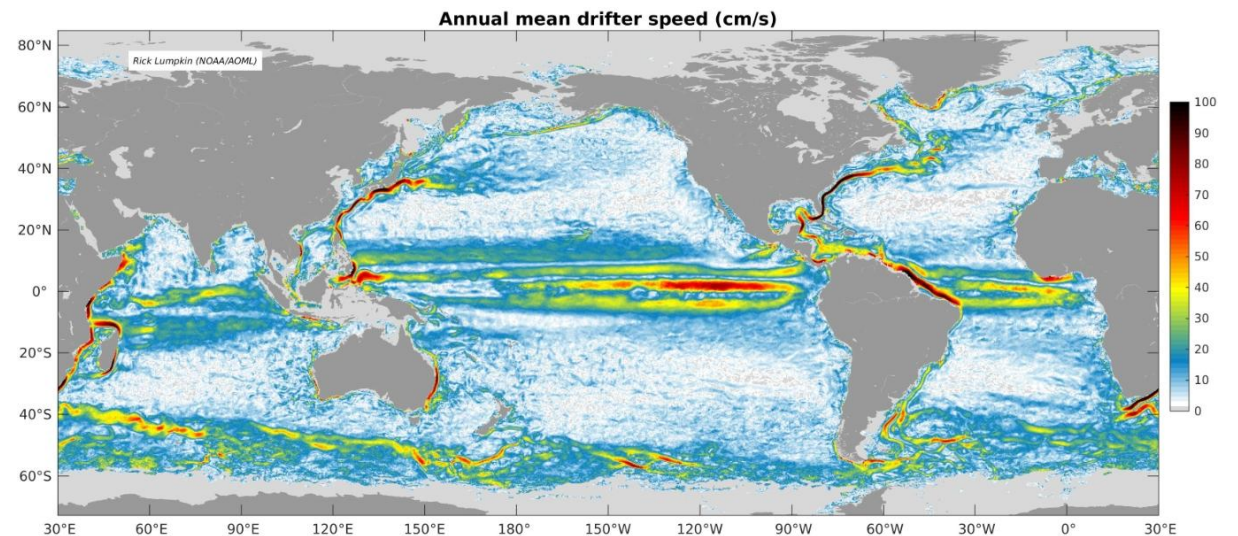 Annual mean drifter speed (cm/s)
Rick Lumpkin (NOAA/AOML)
80°N
60°N
40°N
20°N
0°
20°S
40°S
60°S
30°E
60°E
90°E
120°E
150°E
180°
150°W
120°W
90°W
60°W
30°W
0°
30°E
100
90
80
70
60
50
40
30
20
10
0